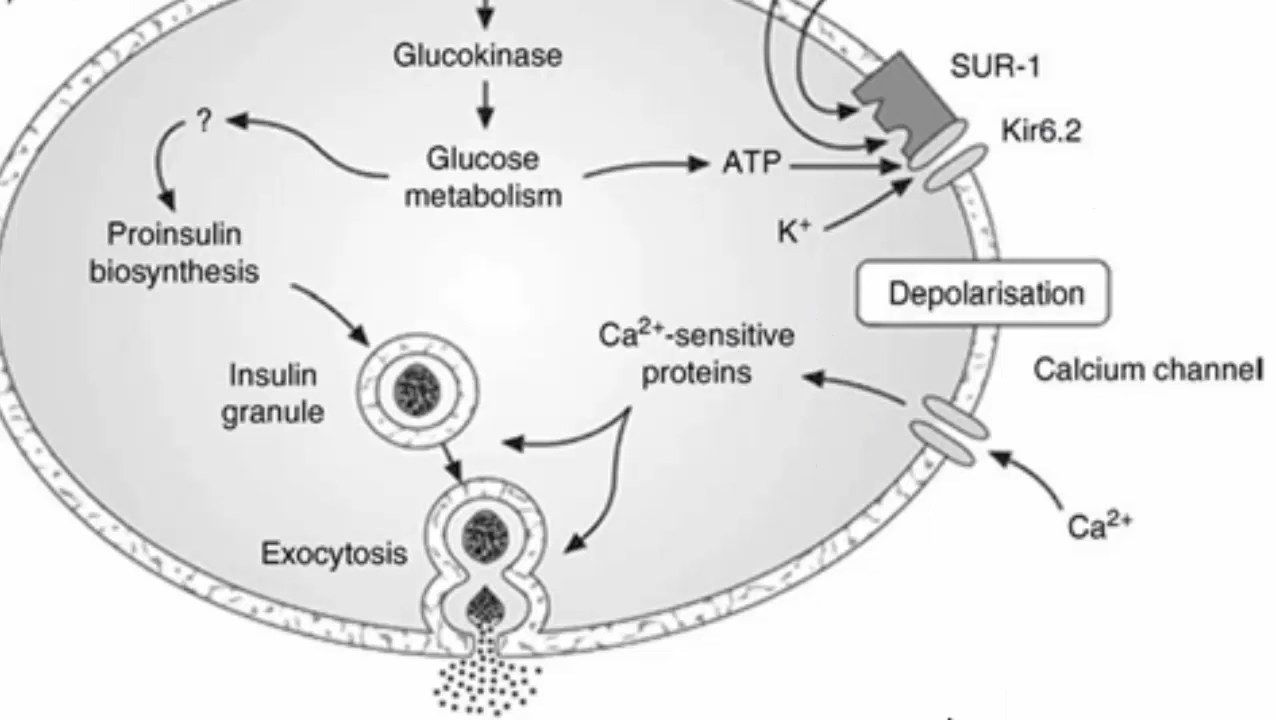 Glucokinase
SUR-1
Kir6.2
?
Glucose
metabolism
ATP
K⁺
Proinsulin
biosynthesis
Depolarisation
Ca²⁺-sensitive
proteins
Calcium channel
Insulin
granule
Ca²⁺
Exocytosis